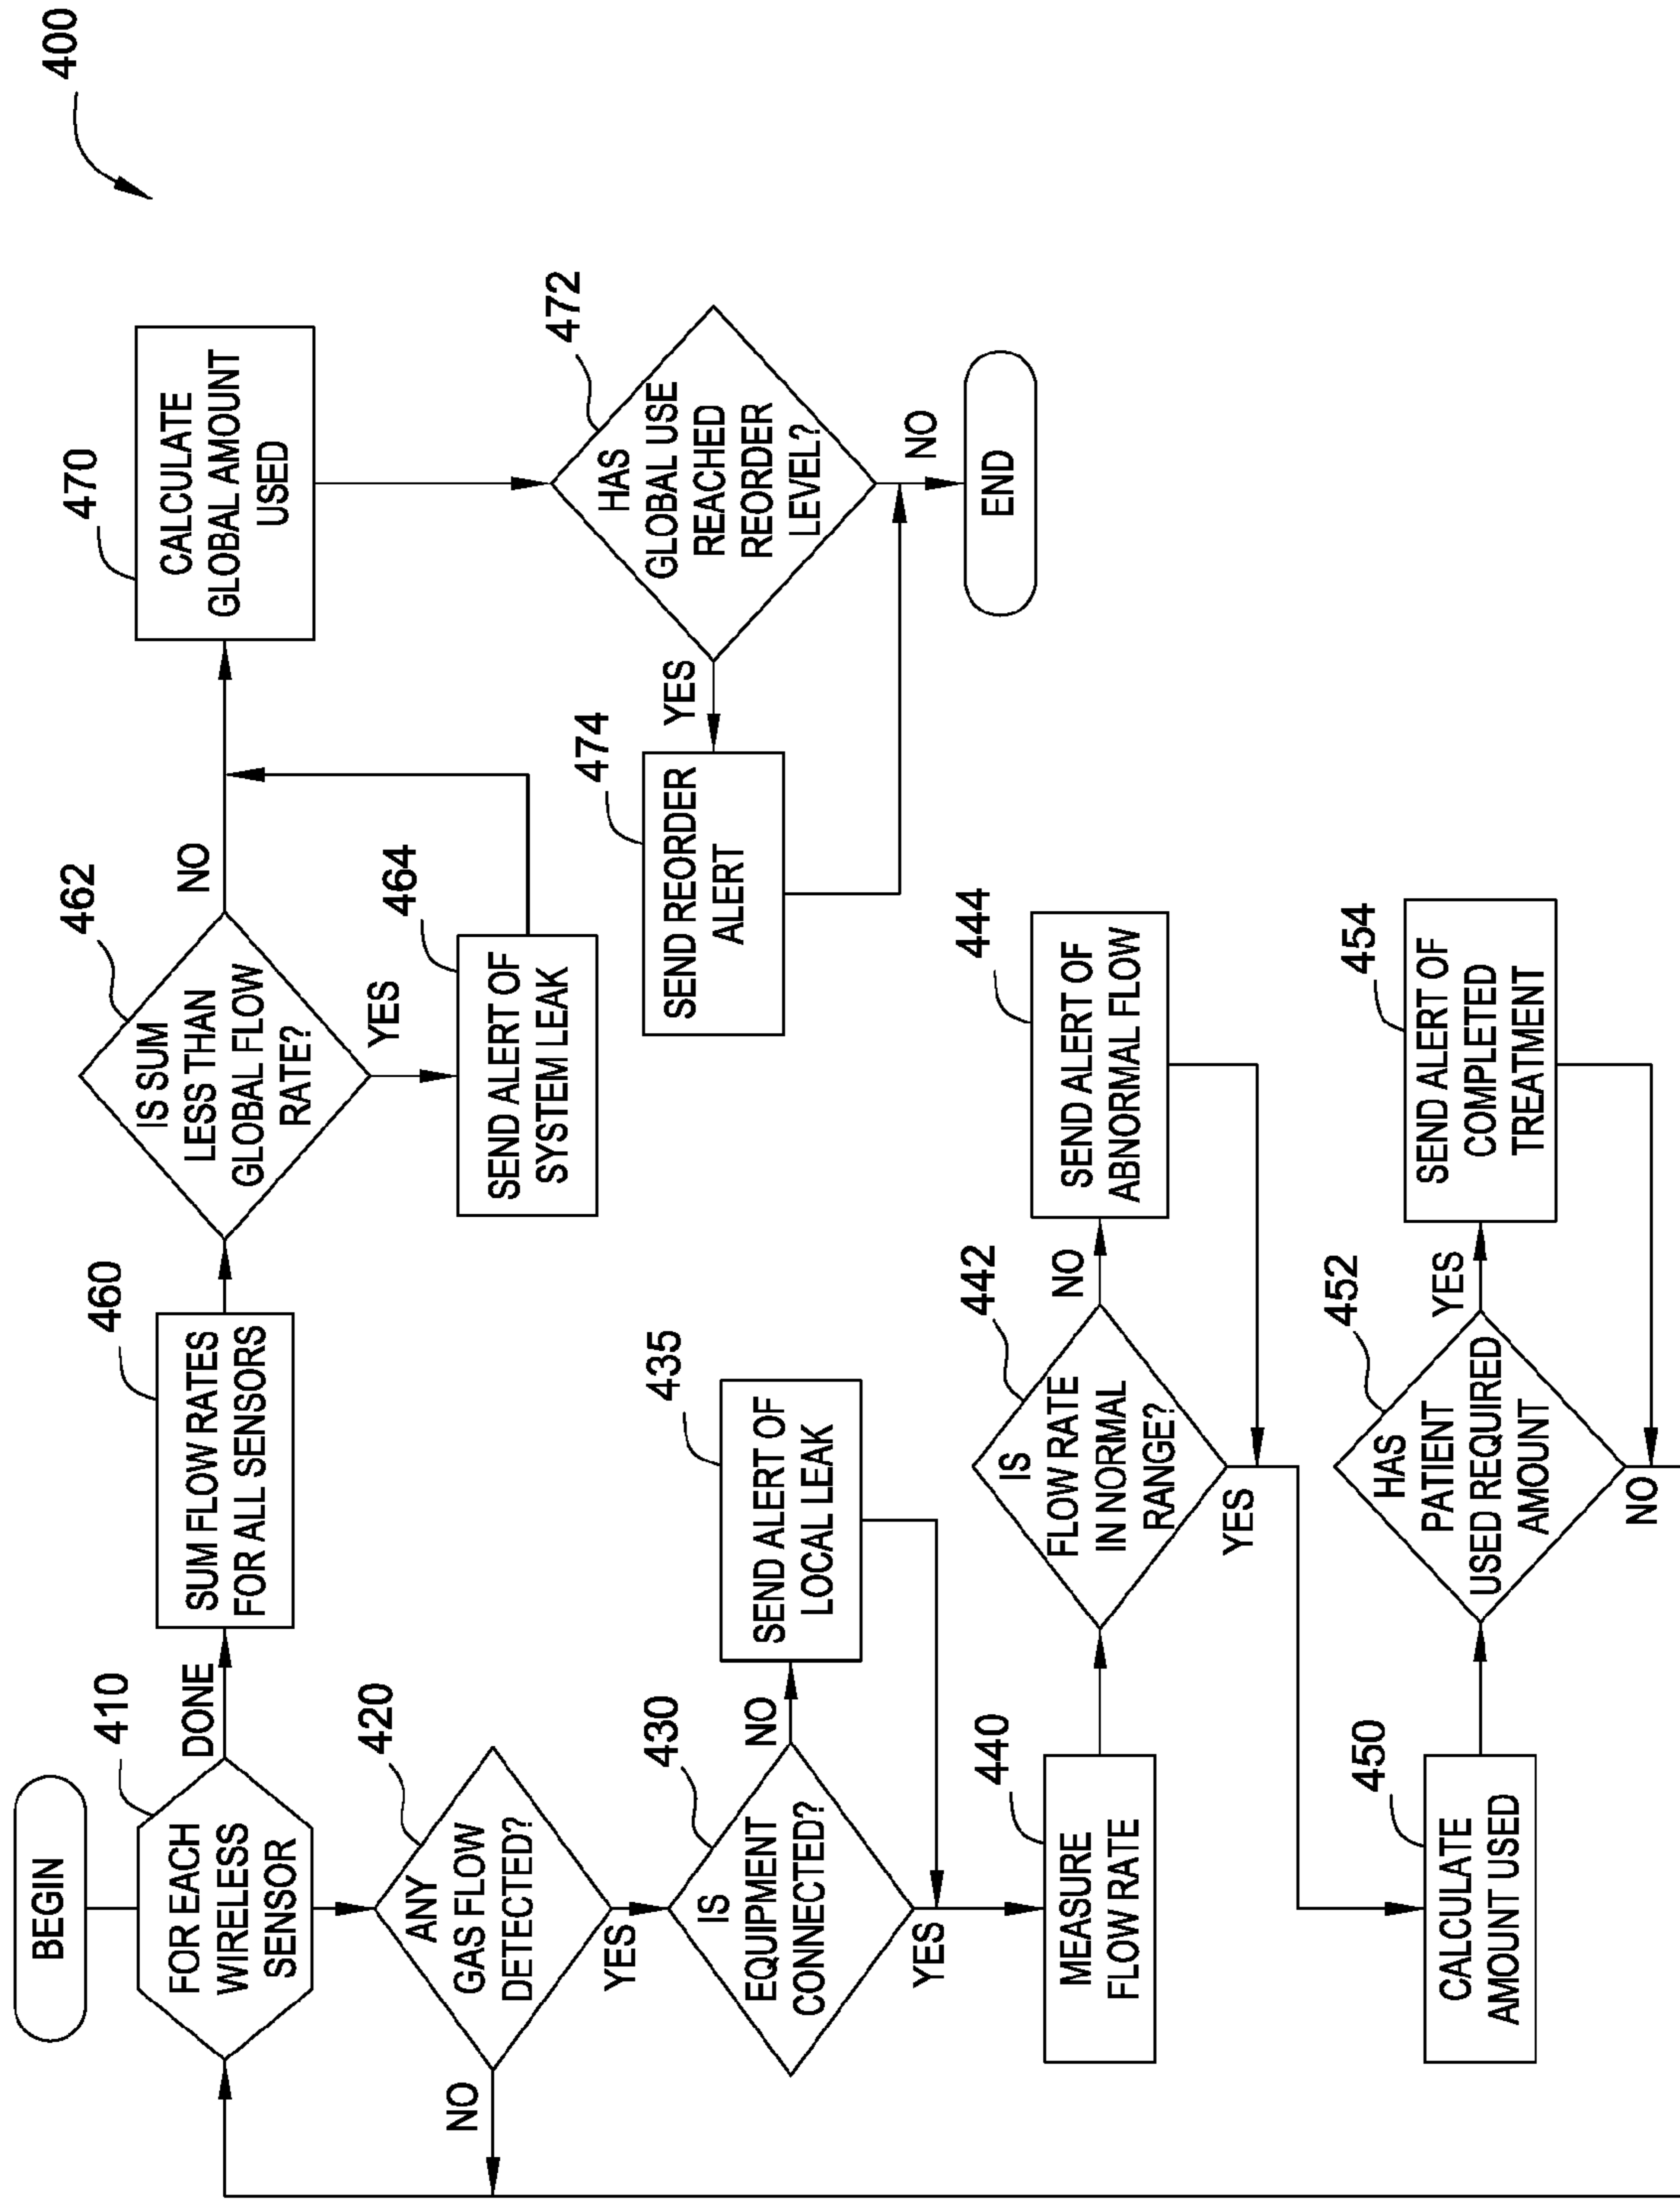 400
BEGIN
410
FOR EACH
WIRELESS
SENSOR
DONE
460
SUM FLOW RATES
FOR ALL SENSORS
462
IS SUM
LESS THAN
GLOBAL FLOW
RATE?
NO
YES
464
SEND ALERT OF
SYSTEM LEAK
470
CALCULATE
GLOBAL AMOUNT
USED
472
HAS
GLOBAL USE
REACHED
REORDER
LEVEL?
YES
NO
474
SEND REORDER
ALERT
END
420
ANY
GAS FLOW
DETECTED?
NO
YES
430
IS
EQUIPMENT
CONNECTED?
NO
YES
435
SEND ALERT OF
LOCAL LEAK
440
MEASURE
FLOW RATE
442
IS
FLOW RATE
IN NORMAL
RANGE?
NO
YES
444
SEND ALERT OF
ABNORMAL FLOW
450
CALCULATE
AMOUNT USED
452
HAS
PATIENT
USED REQUIRED
AMOUNT
YES
NO
454
SEND ALERT OF
COMPLETED
TREATMENT